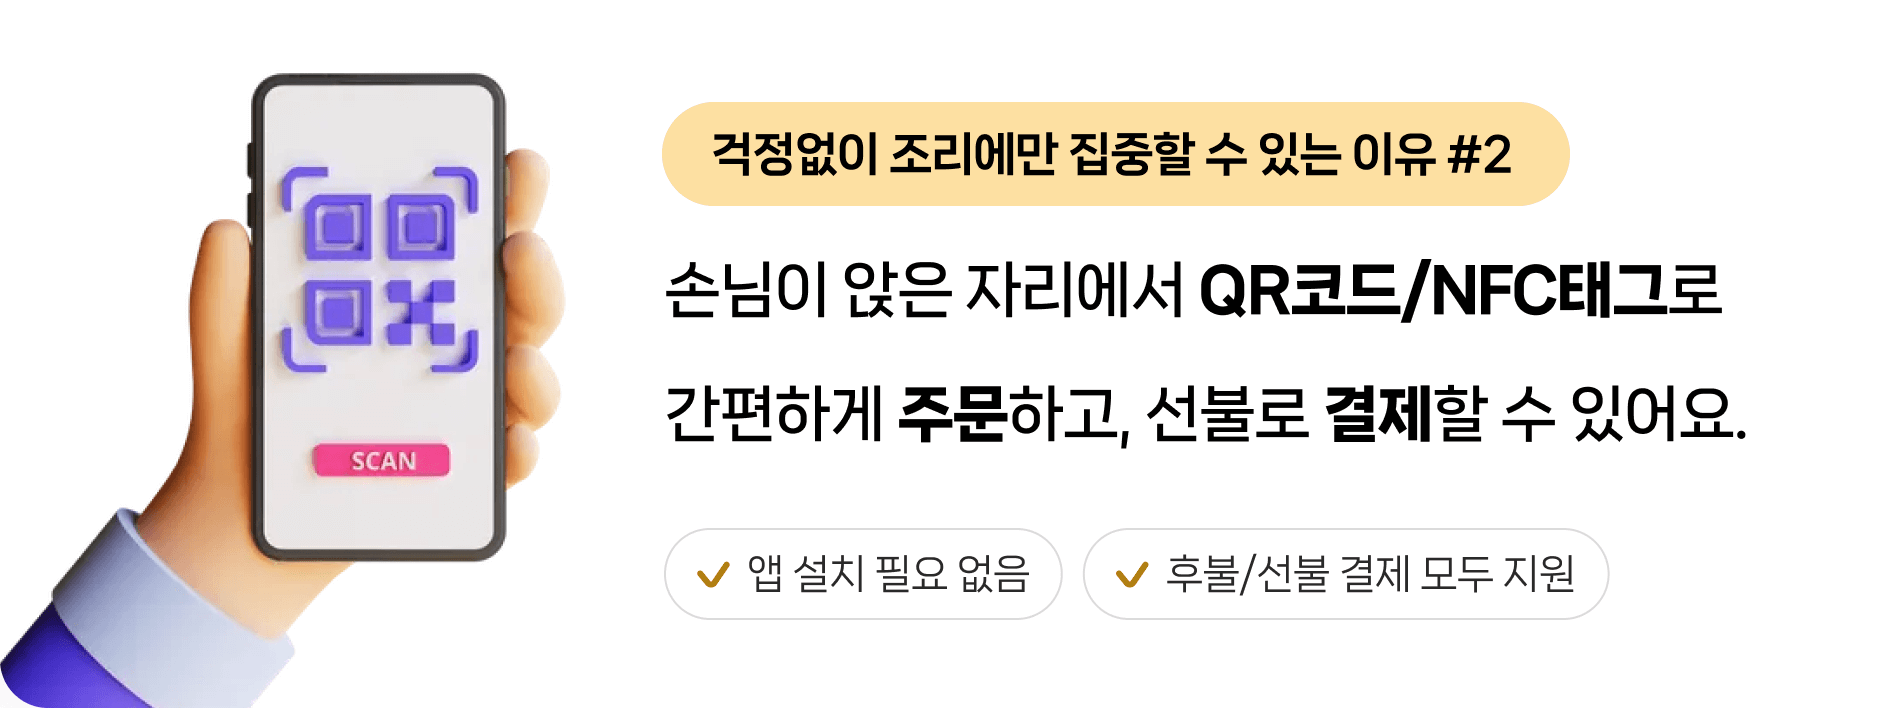 걱정없이 조리에만 집중할 수 있는 이유 #2
손님이 앉은 자리에서 QR코드/NFC태그로
간편하게 주문하고, 선불로 결제할 수 있어요.
SCAN
앱 설치 필요 없음
후불/선불 결제 모두 지원